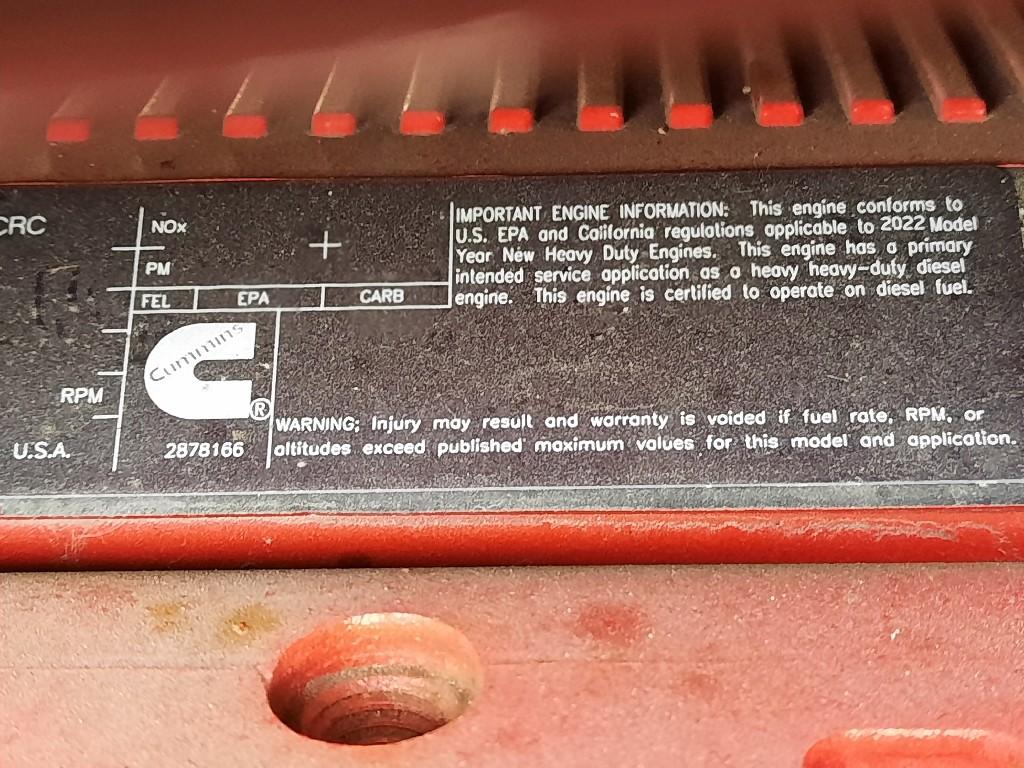 CRC
NOx
PM
FEL EPA CARB
IMPORTANT ENGINE INFORMATION: This engine conforms to
U.S. EPA and California regulations applicable to 2022 Model
Year New Heavy Duty Engines. This engine has a primary
intended service application as a heavy heavy-duty diesel
engine. This engine is certified to operate on diesel fuel.
Cummins
®
RPM
U.S.A.
2878166
WARNING: Injury may result and warranty is voided if fuel rate, RPM, or
altitudes exceed published maximum values for this model and application.